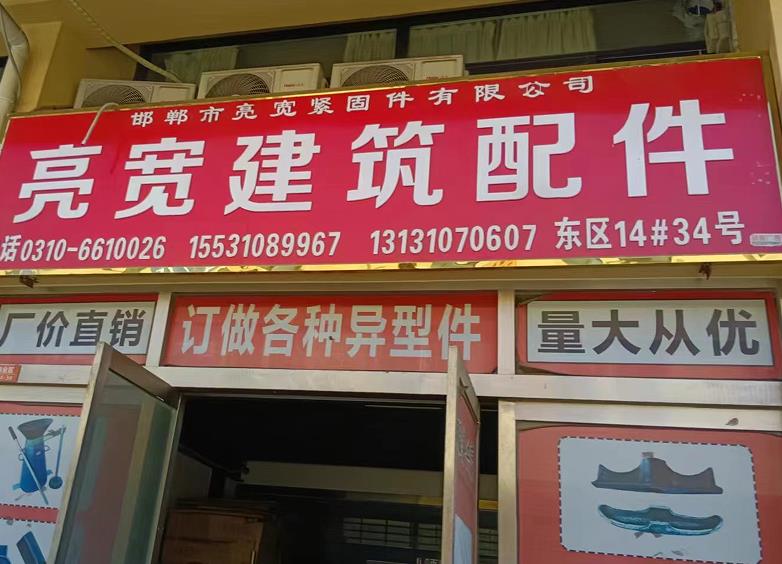 邯郸市亮宽紧固件有限公司
亮宽建筑配件
话0310-6610026 15531089967 13131070607 东区14#34号
厂价直销 订做各种异型件 量大从优